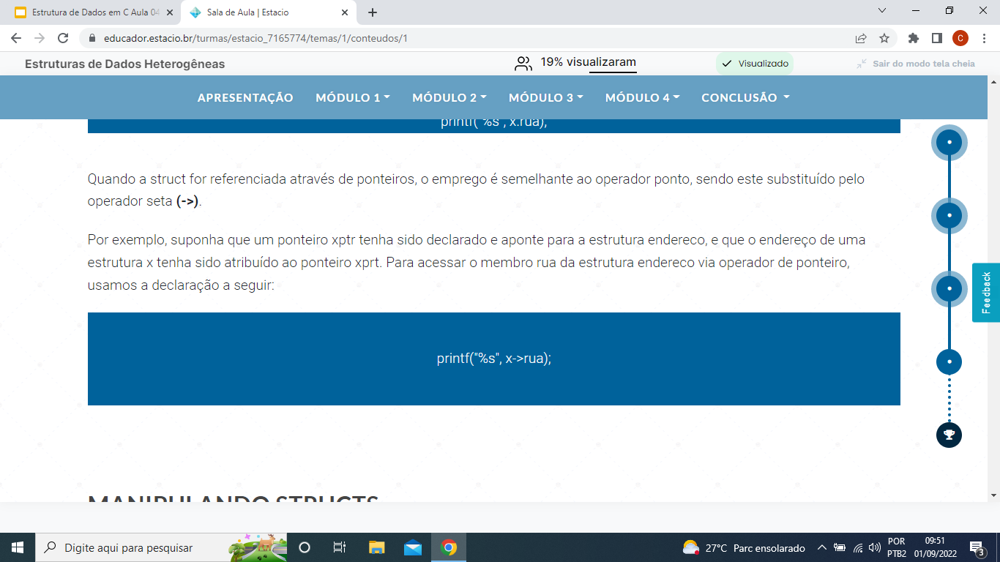 Estrutura de Dados em C Aula 04
Sala de Aula | Estacio
educador.estacio.br/turmas/estacio_7165774/temas/1/conteudos/1
C
Estruturas de Dados Heterogêneas
19% visualizaram
Visualizado
Sair do modo tela cheia
APRESENTAÇÃO MÓDULO 1 MÓDULO 2 MÓDULO 3 MÓDULO 4 CONCLUSÃO
printf("%s", x.rua);
Quando a struct for referenciada através de ponteiros, o emprego é semelhante ao operador ponto, sendo este substituído pelo
operador seta (->).
Por exemplo, suponha que um ponteiro xptr tenha sido declarado e aponte para a estrutura endereco, e que o endereço de uma
estrutura x tenha sido atribuído ao ponteiro xprt. Para acessar o membro rua da estrutura endereco via operador de ponteiro,
usamos a declaração a seguir:
Feedback
printf("%s", x->rua);
MANIPULANDO STRUCTS
Digite aqui para pesquisar
27°C Parc ensolarado
POR
PTB2
09:51
01/09/2022
3